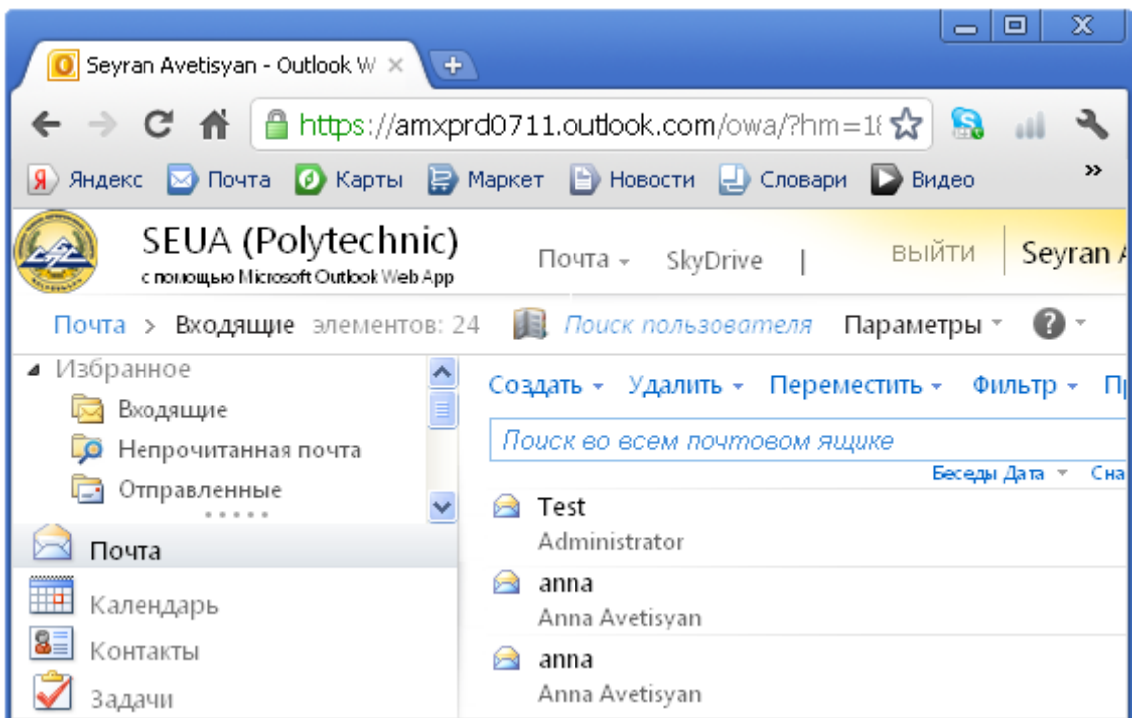 Seyran Avetisyan - Outlook W
https://amxprd0711.outlook.com/owa/?hm=18
Яндекс Почта Карты Маркет Новости Словари Видео »
SEUA (Polytechnic) Почта SkyDrive | выйти Seyran A
с помощью Microsoft Outlook Web App
Почта > Входящие элементов: 24 Поиск пользователя Параметры
Избранное
Входящие
Непрочитанная почта
Отправленные
Почта
Календарь
Контакты
Задачи
Создать Удалить Переместить Фильтр
Поиск во всем почтовом ящике
Беседы Дата Сна
Test
Administrator
anna
Anna Avetisyan
anna
Anna Avetisyan